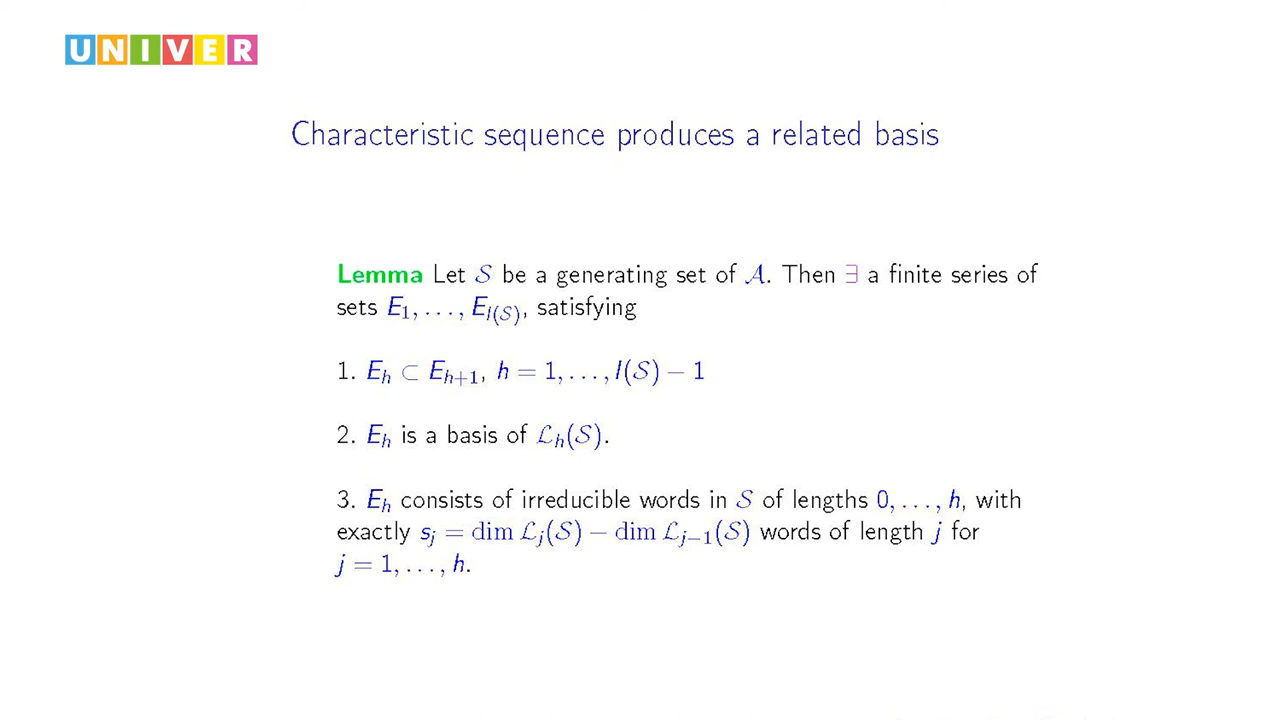 UNIVER
Characteristic sequence produces a related basis
Lemma Let 𝒮 be a generating set of 𝒜. Then ∃ a finite series of
sets E₁, …, E_{l(𝒮)}, satisfying
1. E_h ⊂ E_{h+1}, h = 1, …, l(𝒮) − 1
2. E_h is a basis of ℒ_h(𝒮).
3. E_h consists of irreducible words in 𝒮 of lengths 0, …, h, with
exactly s_j = dim ℒ_j(𝒮) − dim ℒ_{j−1}(𝒮) words of length j for
j = 1, …, h.